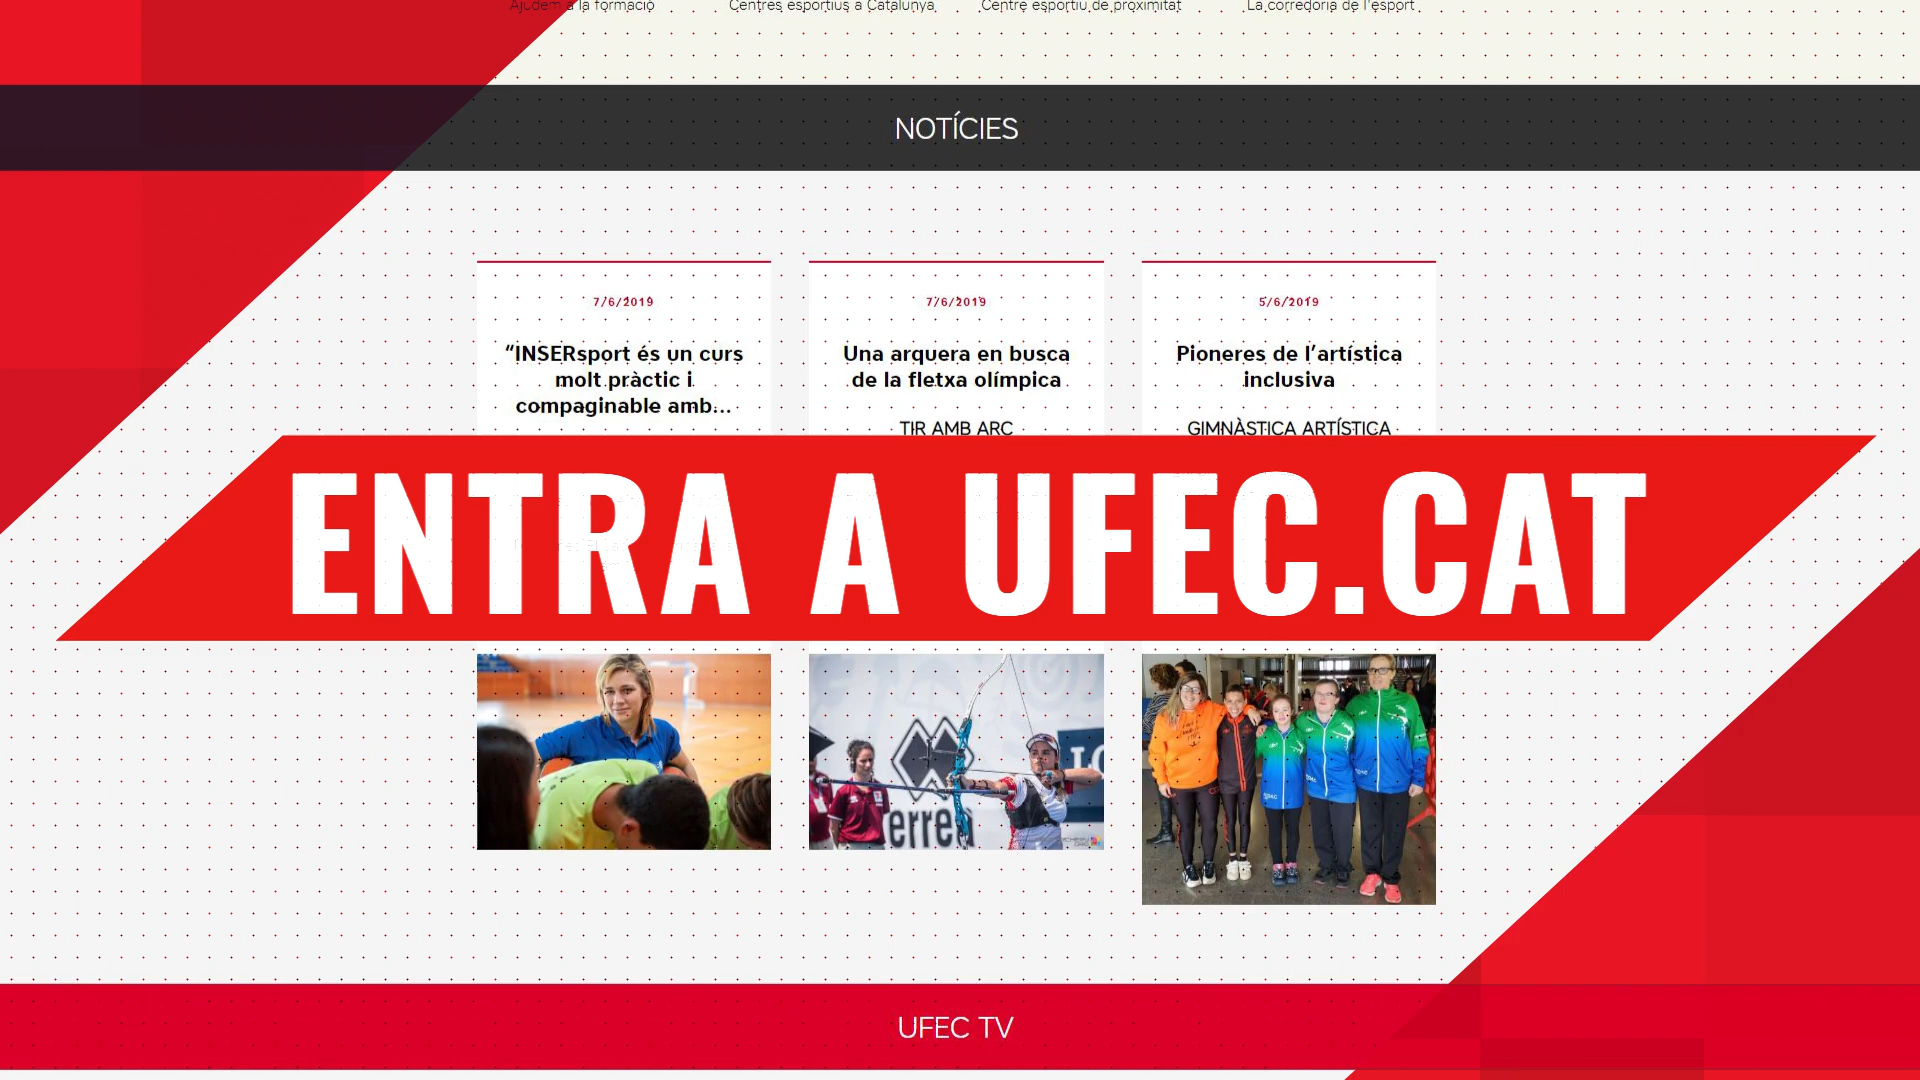 Ajudem a la formació
Centres esportius a Catalunya
Centre esportiu de proximitat
La corredoria de l'esport
NOTÍCIES
7/6/2019
"INSERsport és un curs
molt pràctic i
compaginable amb...
7/6/2019
Una arquera en busca
de la fletxa olímpica
TIR AMB ARC
5/6/2019
Pioneres de l'artística
inclusiva
GIMNÀSTICA ARTÍSTICA
ENTRA A UFEC.CAT
erreà
UFEC TV